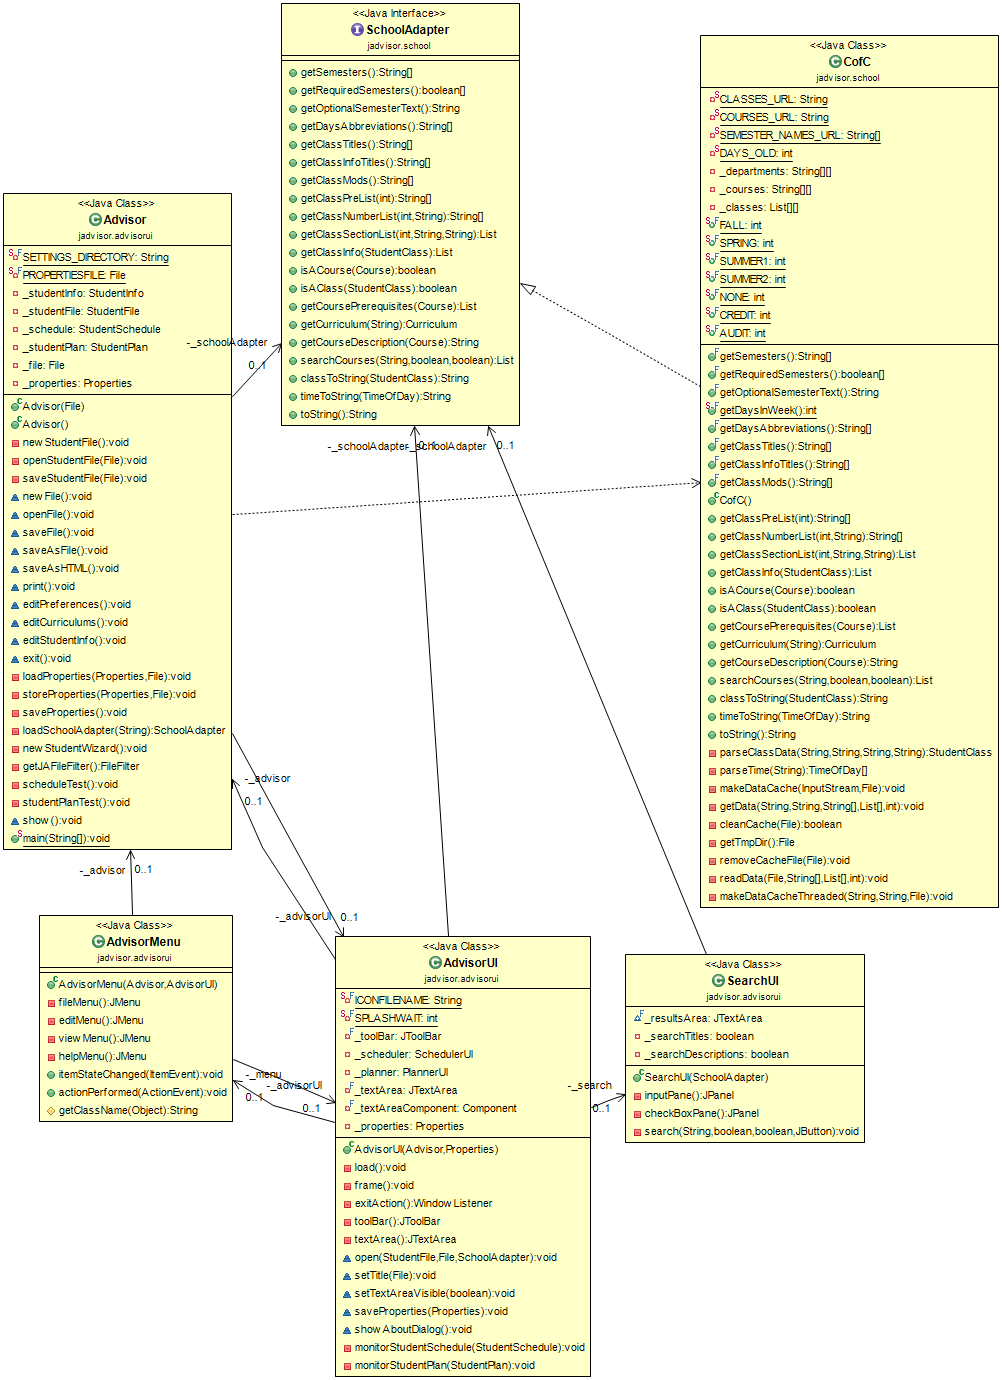 <<Java Interface>>
SchoolAdapter
jadvisor.school
getSemesters():String[]
getRequiredSemesters():boolean[]
getOptionalSemesterText():String
getDaysAbbreviations():String[]
getClassTitles():String[]
getClassInfoTitles():String[]
getClassMods():String[]
getClassPreList(int):String[]
getClassNumberList(int,String):String[]
getClassSectionList(int,String,String):List
getClassInfo(StudentClass):List
isACourse(Course):boolean
isAClass(StudentClass):boolean
getCoursePrerequisites(Course):List
getCurriculum(String):Curriculum
getCourseDescription(Course):String
searchCourses(String,boolean,boolean):List
classToString(StudentClass):String
timeToString(TimeOfDay):String
toString():String
<<Java Class>>
CofC
jadvisor.school
CLASSES_URL: String
COURSES_URL: String
SEMESTER_NAMES_URL: String[]
DAYS_OLD: int
_departments: String[][]
_courses: String[][]
_classes: List[][]
FALL: int
SPRING: int
SUMMER1: int
SUMMER2: int
NONE: int
CREDIT: int
AUDIT: int
getSemesters():String[]
getRequiredSemesters():boolean[]
getOptionalSemesterText():String
getDaysInWeek():int
getDaysAbbreviations():String[]
getClassTitles():String[]
getClassInfoTitles():String[]
getClassMods():String[]
CofC()
getClassPreList(int):String[]
getClassNumberList(int,String):String[]
getClassSectionList(int,String,String):List
getClassInfo(StudentClass):List
isACourse(Course):boolean
isAClass(StudentClass):boolean
getCoursePrerequisites(Course):List
getCurriculum(String):Curriculum
getCourseDescription(Course):String
searchCourses(String,boolean,boolean):List
classToString(StudentClass):String
timeToString(TimeOfDay):String
toString():String
parseClassData(String,String,String,String):StudentClass
parseTime(String):TimeOfDay[]
makeDataCache(InputStream,File):void
getData(String,String,String[],List[],int):void
cleanCache(File):boolean
getTmpDir():File
removeCacheFile(File):void
readData(File,String[],List[],int):void
makeDataCacheThreaded(String,String,File):void
<<Java Class>>
Advisor
jadvisor.advisorui
SETTINGS_DIRECTORY: String
PROPERTIESFILE: File
_studentInfo: StudentInfo
_studentFile: StudentFile
_schedule: StudentSchedule
_studentPlan: StudentPlan
_file: File
_properties: Properties
Advisor(File)
Advisor()
newStudentFile():void
openStudentFile(File):void
saveStudentFile(File):void
newFile():void
openFile():void
saveFile():void
saveAsFile():void
saveAsHTML():void
print():void
editPreferences():void
editCurriculums():void
editStudentInfo():void
exit():void
loadProperties(Properties,File):void
storeProperties(Properties,File):void
saveProperties():void
loadSchoolAdapter(String):SchoolAdapter
newStudentWizard():void
getJAFileFilter():FileFilter
scheduleTest():void
studentPlanTest():void
show():void
main(String[]):void
-_schoolAdapter
0..1
-_schoolAdapter
0..1
-_schoolAdapter
0..1
-_advisor
0..1
-_advisorUI
0..1
-_advisor
0..1
<<Java Class>>
AdvisorMenu
jadvisor.advisorui
AdvisorMenu(Advisor,AdvisorUI)
fileMenu():JMenu
editMenu():JMenu
viewMenu():JMenu
helpMenu():JMenu
itemStateChanged(ItemEvent):void
actionPerformed(ActionEvent):void
getClassName(Object):String
-_menu
0..1
-_advisorUI
0..1
<<Java Class>>
AdvisorUI
jadvisor.advisorui
ICONFILENAME: String
SPLASHWAIT: int
_toolBar: JToolBar
_scheduler: SchedulerUI
_planner: PlannerUI
_textArea: JTextArea
_textAreaComponent: Component
_properties: Properties
AdvisorUI(Advisor,Properties)
load():void
frame():void
exitAction():WindowListener
toolBar():JToolBar
textArea():JTextArea
open(StudentFile,File,SchoolAdapter):void
setTitle(File):void
setTextAreaVisible(boolean):void
saveProperties(Properties):void
showAboutDialog():void
monitorStudentSchedule(StudentSchedule):void
monitorStudentPlan(StudentPlan):void
-_search
0..1
<<Java Class>>
SearchUI
jadvisor.advisorui
_resultsArea: JTextArea
_searchTitles: boolean
_searchDescriptions: boolean
SearchUI(SchoolAdapter)
inputPane():JPanel
checkBoxPane():JPanel
search(String,boolean,boolean,JButton):void